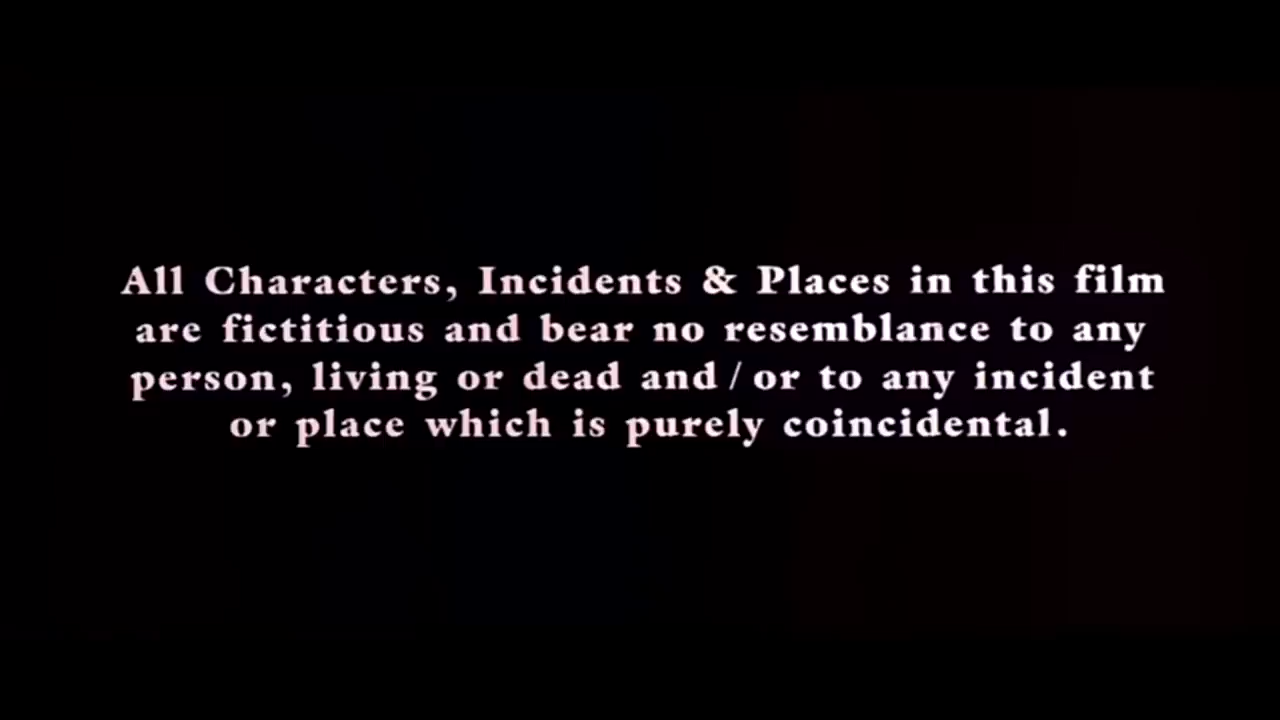 All Characters, Incidents & Places in this film
are fictitious and bear no resemblance to any
person, living or dead and / or to any incident
or place which is purely coincidental.